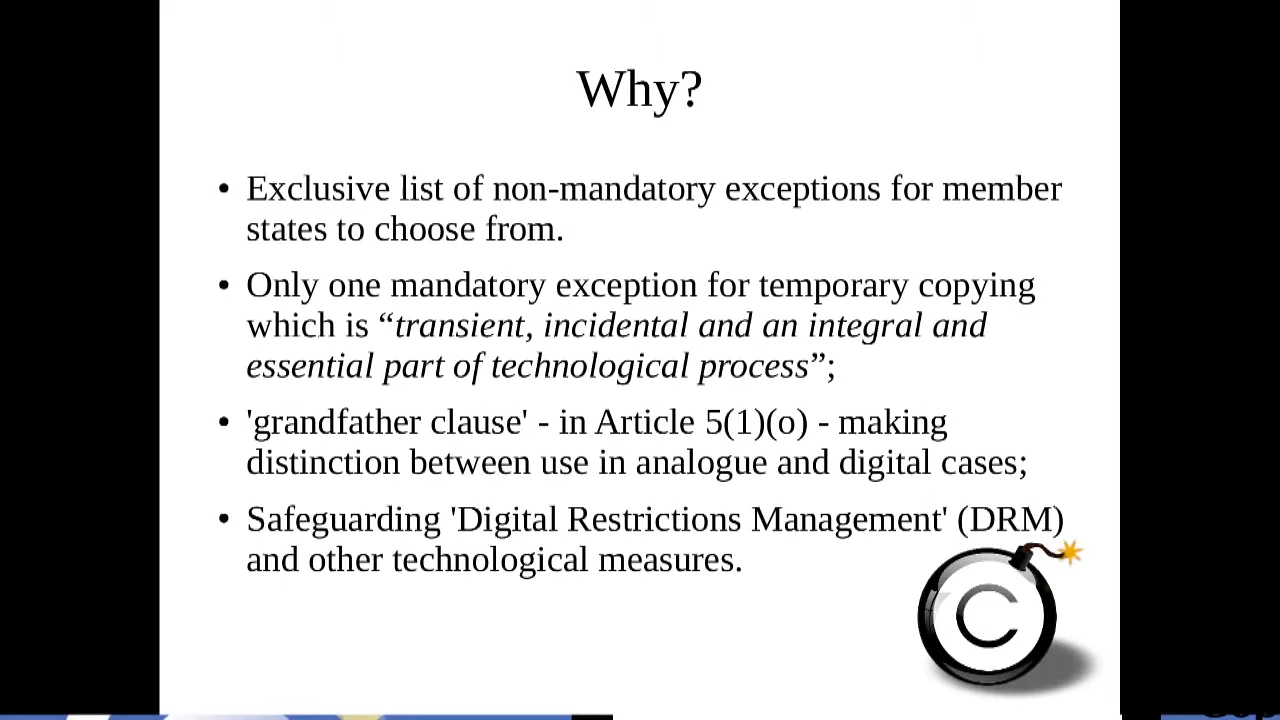 Why?
• Exclusive list of non-mandatory exceptions for member
states to choose from.
• Only one mandatory exception for temporary copying
which is “transient, incidental and an integral and
essential part of technological process”;
• 'grandfather clause' - in Article 5(1)(o) - making
distinction between use in analogue and digital cases;
• Safeguarding 'Digital Restrictions Management' (DRM)
and other technological measures.
C